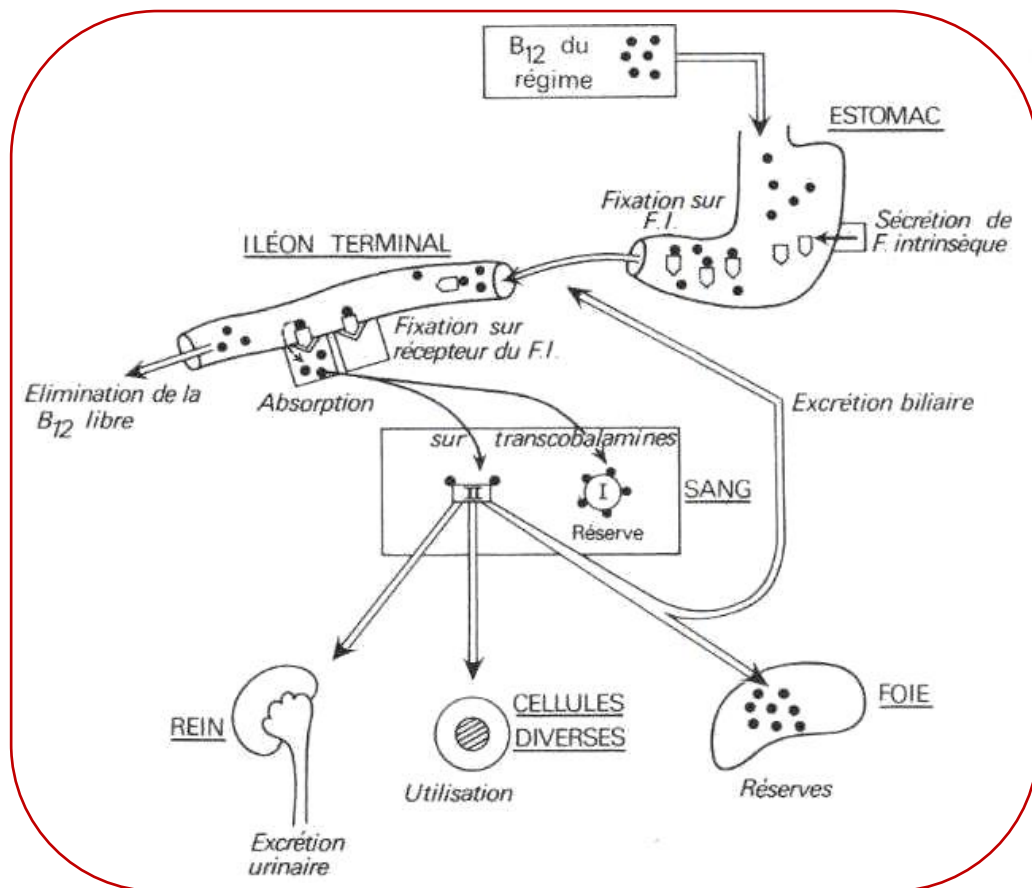 B12 du
régime
ESTOMAC
Fixation sur
F.I.
Sécrétion de
F. intrinsèque
ILÉON TERMINAL
Fixation sur
récepteur du F.I.
Elimination de la
B12 libre
Absorption
Excrétion biliaire
sur transcobalamines
II
I
Réserve
SANG
REIN
CELLULES
DIVERSES
FOIE
Utilisation
Réserves
Excrétion
urinaire